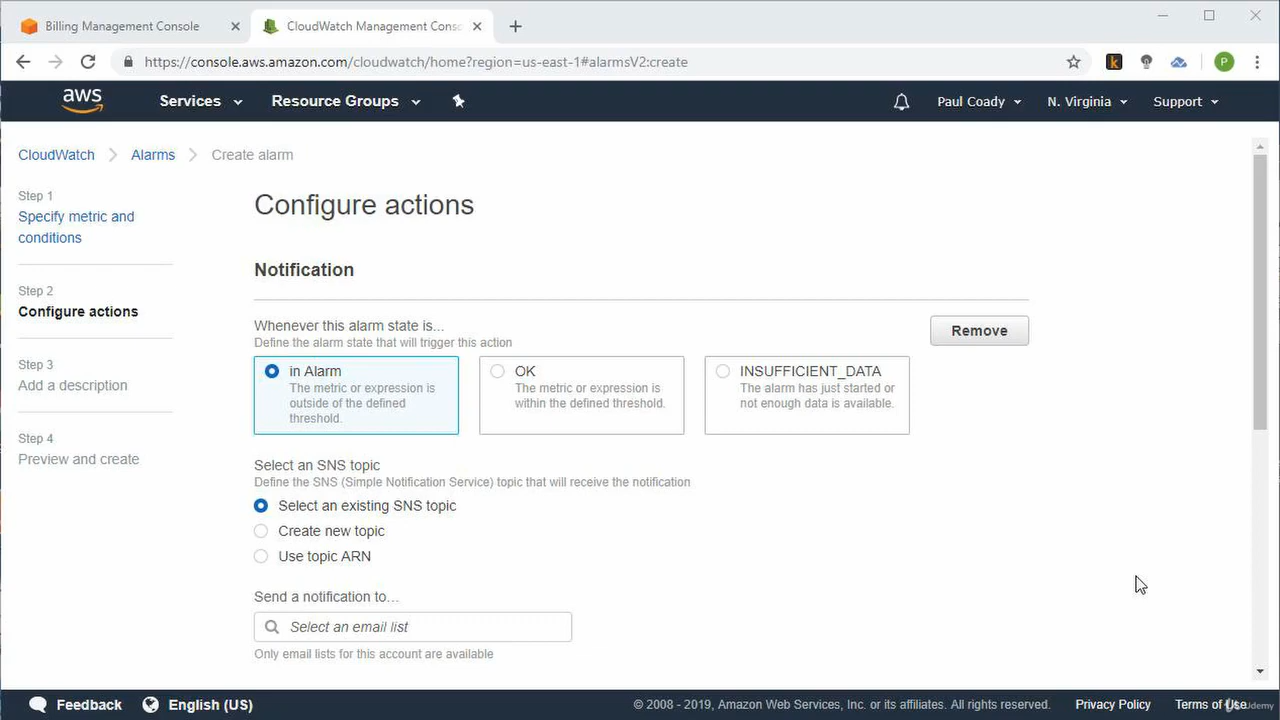 Billing Management Console
CloudWatch Management Conso
https://console.aws.amazon.com/cloudwatch/home?region=us-east-1#alarmsV2:create
k
P
aws
Services
Resource Groups
Paul Coady
N. Virginia
Support
CloudWatch
Alarms
Create alarm
Step 1
Specify metric and
conditions
Step 2
Configure actions
Step 3
Add a description
Step 4
Preview and create
Configure actions
Notification
Whenever this alarm state is...
Define the alarm state that will trigger this action
Remove
in Alarm
The metric or expression is
outside of the defined
threshold.
OK
The metric or expression is
within the defined threshold.
INSUFFICIENT_DATA
The alarm has just started or
not enough data is available.
Select an SNS topic
Define the SNS (Simple Notification Service) topic that will receive the notification
Select an existing SNS topic
Create new topic
Use topic ARN
Send a notification to...
Select an email list
Only email lists for this account are available
Feedback
English (US)
© 2008 - 2019, Amazon Web Services, Inc. or its affiliates. All rights reserved.
Privacy Policy
Terms of Use
Udemy